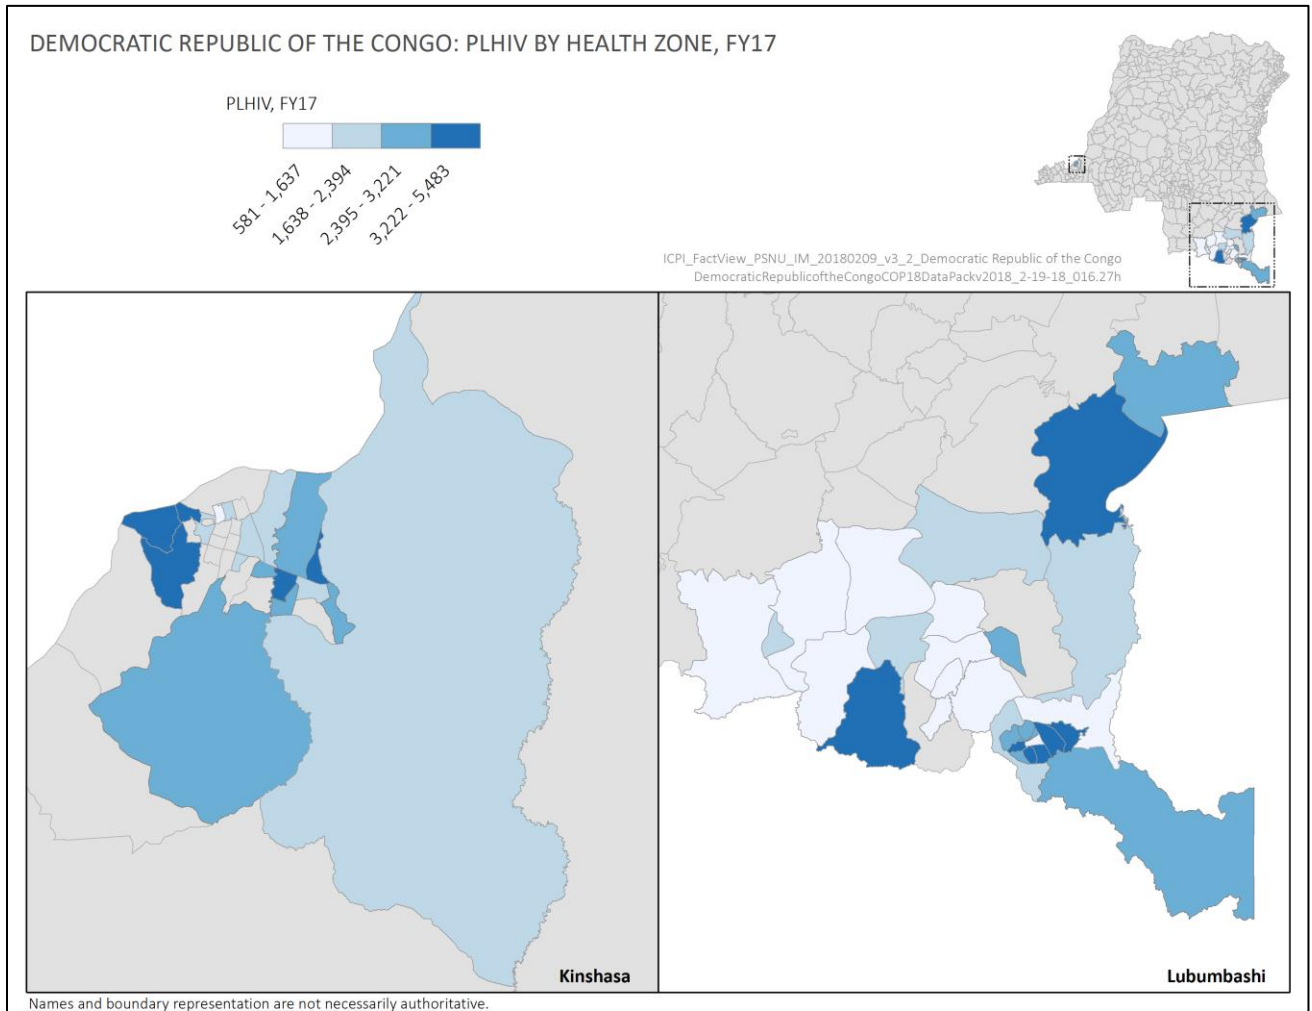 DEMOCRATIC REPUBLIC OF THE CONGO: PLHIV BY HEALTH ZONE, FY17
PLHIV, FY17
581 - 1,637
1,638 - 2,394
2,395 - 3,221
3,222 - 5,483
ICPI_FactView_PSNU_IM_20180209_v3_2_Democratic Republic of the Congo
DemocraticRepublicoftheCongoCOP18DataPackv2018_2-19-18_016.27h
Kinshasa
Lubumbashi
Names and boundary representation are not necessarily authoritative.